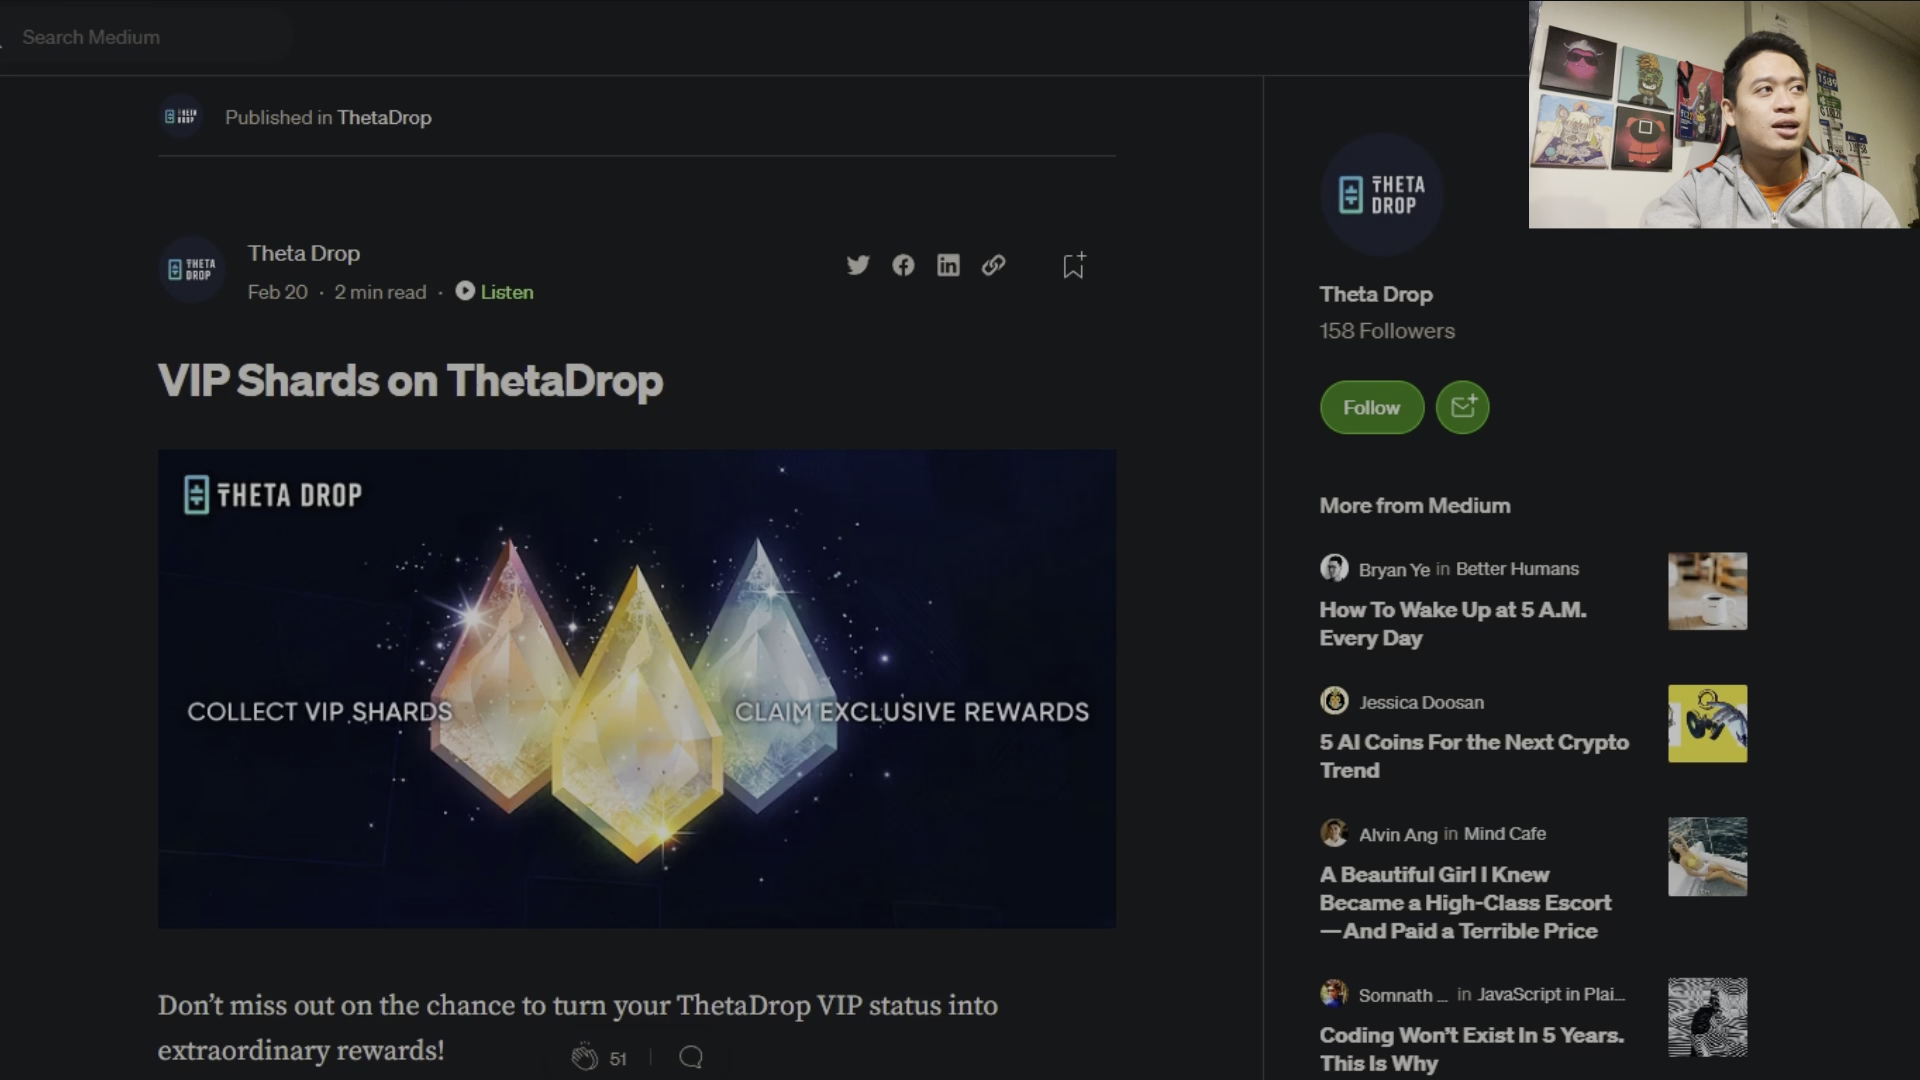 Search Medium
THETA DROP
Published in ThetaDrop
THETA DROP
Theta Drop
Feb 20 · 2 min read · Listen
VIP Shards on ThetaDrop
THETA DROP
COLLECT VIP SHARDS
CLAIM EXCLUSIVE REWARDS
Don’t miss out on the chance to turn your ThetaDrop VIP status into
extraordinary rewards!
51
THETA
DROP
Theta Drop
158 Followers
Follow
More from Medium
Bryan Ye in Better Humans
How To Wake Up at 5 A.M.
Every Day
Jessica Doosan
5 AI Coins For the Next Crypto
Trend
Alvin Ang in Mind Cafe
A Beautiful Girl I Knew
Became a High-Class Escort
—And Paid a Terrible Price
Somnath ... in JavaScript in Plai...
Coding Won’t Exist In 5 Years.
This Is Why